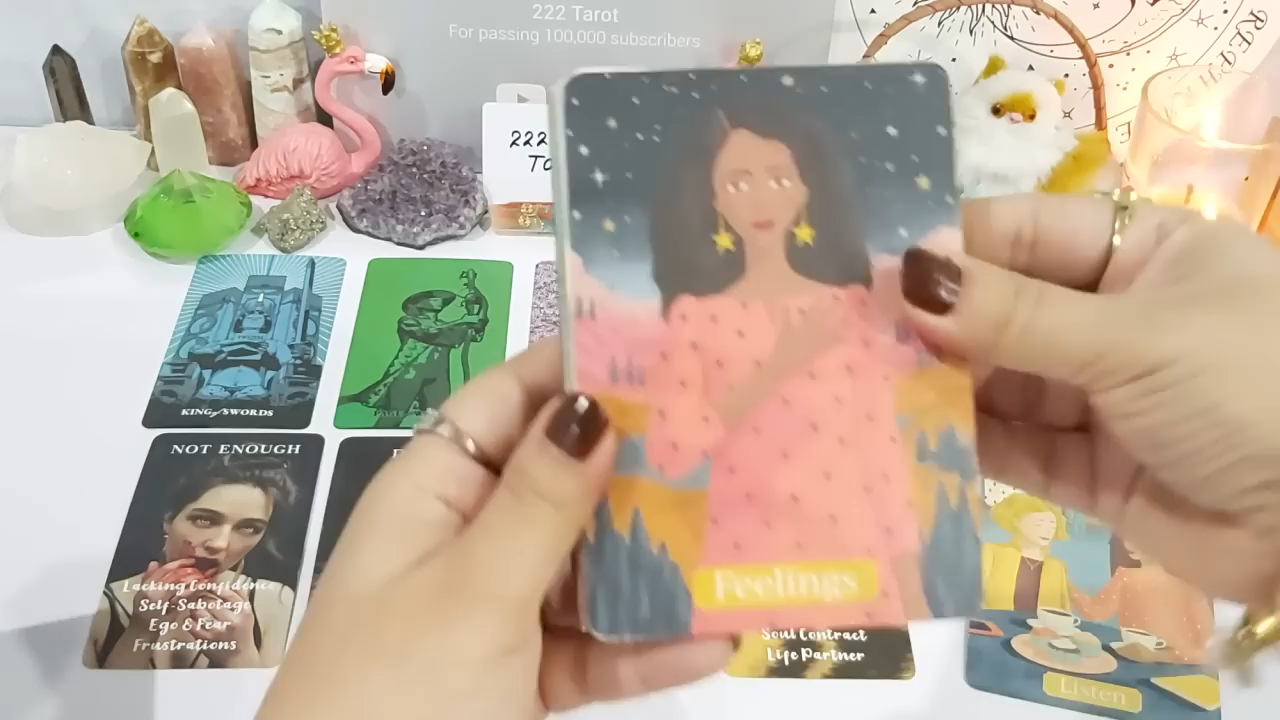 222 Tarot
For passing 100,000 subscribers
222
KING of SWORDS
NOT ENOUGH
Lacking Confidence
Self-Sabotage
Ego & Fear
Frustrations
Feelings
Soul Contract
Life Partner
Listen